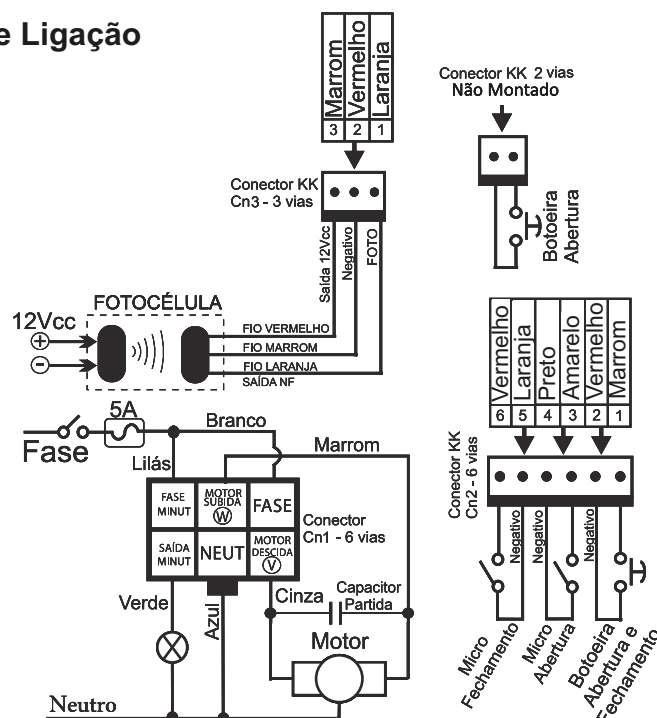 e Ligação
Marrom
Vermelho
Laranja
3 2 1
Conector KK
Cn3 - 3 vias
Saída 12Vcc
Negativo
FOTO
Conector KK 2 vias
Não Montado
Botoeira
Abertura
FOTOCÉLULA
12Vcc
+
-
FIO VERMELHO
FIO MARROM
FIO LARANJA
SAÍDA NF
5A
Fase
Branco
Lilás
Marrom
FASE
MINUT
MOTOR
SUBIDA
W
FASE
SAÍDA
MINUT
NEUT
MOTOR
DESCIDA
V
Conector
Cn1 - 6 vias
Verde
Azul
Cinza
Capacitor
Partida
Motor
Neutro
Vermelho
Laranja
Preto
Amarelo
Vermelho
Marrom
6 5 4 3 2 1
Conector KK
Cn2 - 6 vias
Negativo
Negativo
Negativo
Micro
Fechamento
Micro
Abertura
Botoeira
Abertura e
Fechamento